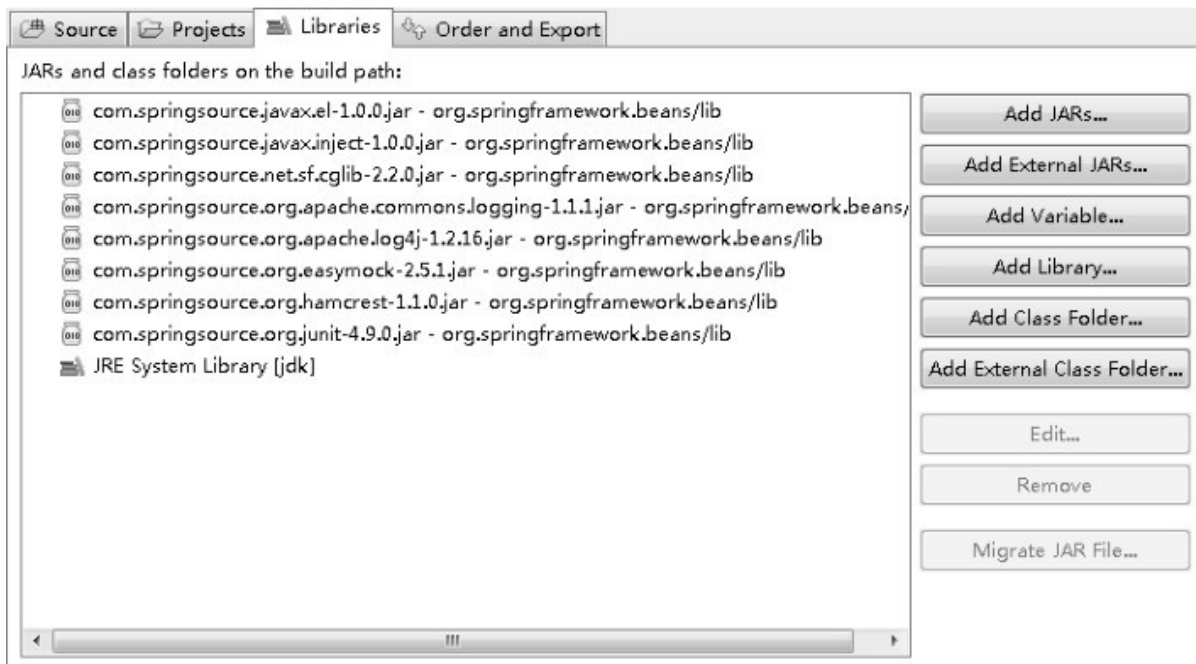 Source Projects Libraries Order and Export
JARs and class folders on the build path:
com.springsource.javax.el-1.0.0.jar - org.springframework.beans/lib
com.springsource.javax.inject-1.0.0.jar - org.springframework.beans/lib
com.springsource.net.sf.cglib-2.2.0.jar - org.springframework.beans/lib
com.springsource.org.apache.commons.logging-1.1.1.jar - org.springframework.beans/
com.springsource.org.apache.log4j-1.2.16.jar - org.springframework.beans/lib
com.springsource.org.easymock-2.5.1.jar - org.springframework.beans/lib
com.springsource.org.hamcrest-1.1.0.jar - org.springframework.beans/lib
com.springsource.org.junit-4.9.0.jar - org.springframework.beans/lib
JRE System Library [jdk]
Add JARs...
Add External JARs...
Add Variable...
Add Library...
Add Class Folder...
Add External Class Folder...
Edit...
Remove
Migrate JAR File...